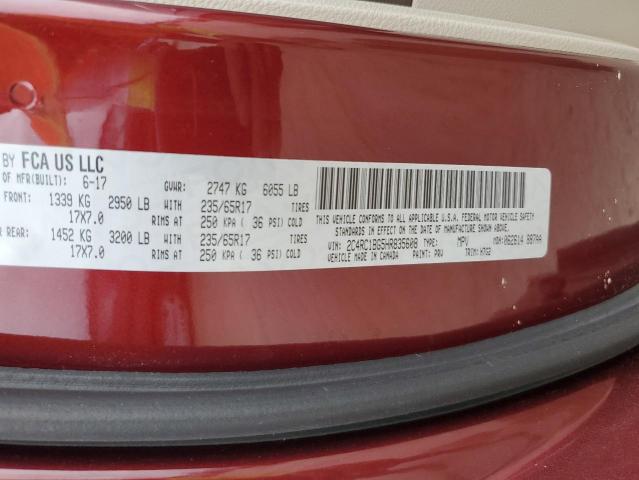 BY FCA US LLC
OF MFR(BUILT): 6-17 GVWR: 2747 KG 6055 LB
FRONT: 1339 KG 2950 LB WITH 235/65R17 TIRES
17X7.0 RIMS AT 250 KPA ( 36 PSI) COLD
REAR: 1452 KG 3200 LB WITH 235/65R17 TIRES
17X7.0 RIMS AT 250 KPA ( 36 PSI) COLD
THIS VEHICLE CONFORMS TO ALL APPLICABLE U.S.A. FEDERAL MOTOR VEHICLE SAFETY
STANDARDS IN EFFECT ON THE DATE OF MANUFACTURE SHOWN ABOVE.
VIN: 2C4RC1BG5HR835608 TYPE: MPV MDH: 062614 887AA
VEHICLE MADE IN CANADA PAINT: PRV TRIM: